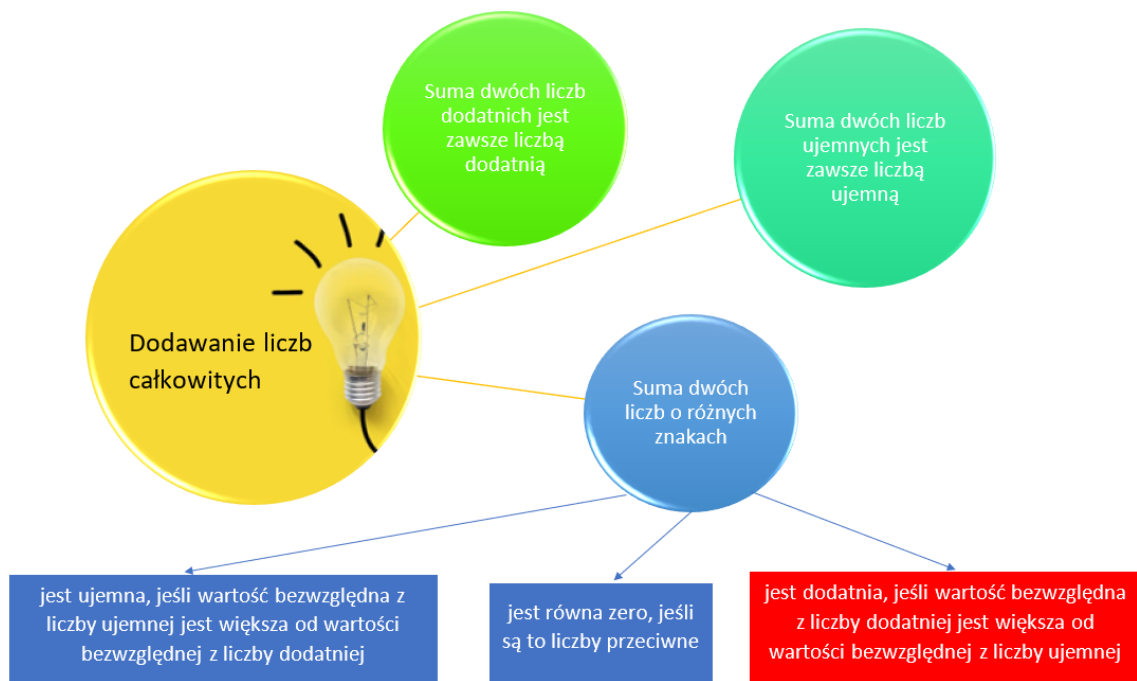 Suma dwóch liczb
dodatnich jest
zawsze liczbą
dodatnią
Suma dwóch liczb
ujemnych jest
zawsze liczbą
ujemną
Dodawanie liczb
całkowitych
Suma dwóch
liczb o różnych
znakach
jest ujemna, jeśli wartość bezwzględna z
liczby ujemnej jest większa od wartości
bezwzględnej z liczby dodatniej
jest równa zero, jeśli
są to liczby przeciwne
jest dodatnia, jeśli wartość bezwzględna
z liczby dodatniej jest większa od
wartości bezwzględnej z liczby ujemnej